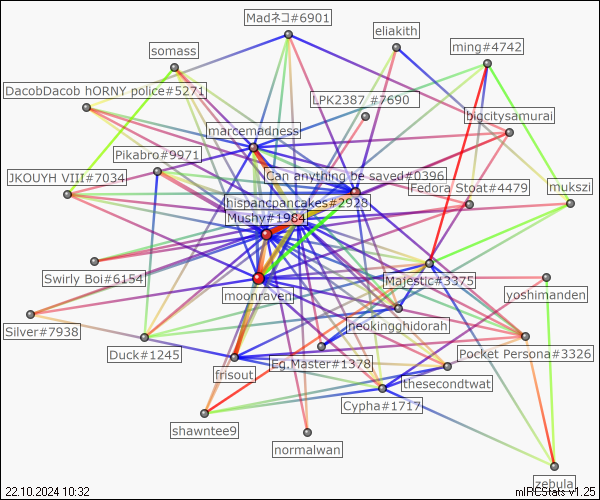 Madネコ#6901
eliakith
somass
ming#4742
DacobDacob hORNY police#5271
LPK2387 #7690
bigcitysamurai
marcemadness
Pikabro#9971
Can anything be saved#0396
JKOUYH VIII#7034
Fedora Stoat#4479
mukszi
hispancpancakes#2928
Mushy#1984
Swirly Boi#6154
Majestic#3375
moonraven
yoshimanden
neokingghidorah
Silver#7938
Duck#1245
Pocket Persona#3326
Eg.Master#1378
frisout
thesecondtwat
Cypha#1717
shawntee9
normalwan
zebula
22.10.2024 10:32
mIRCStats v1.25